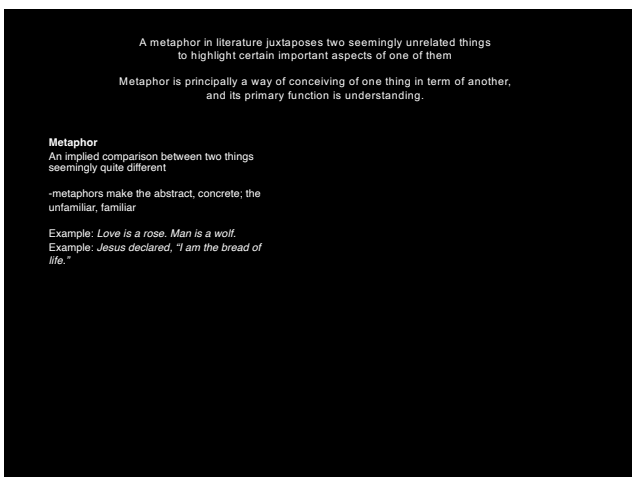 A metaphor in literature juxtaposes two seemingly unrelated things
to highlight certain important aspects of one of them
Metaphor is principally a way of conceiving of one thing in term of another,
and its primary function is understanding.
Metaphor
An implied comparison between two things
seemingly quite different
-metaphors make the abstract, concrete; the
unfamiliar, familiar
Example: Love is a rose. Man is a wolf.
Example: Jesus declared, “I am the bread of
life.”